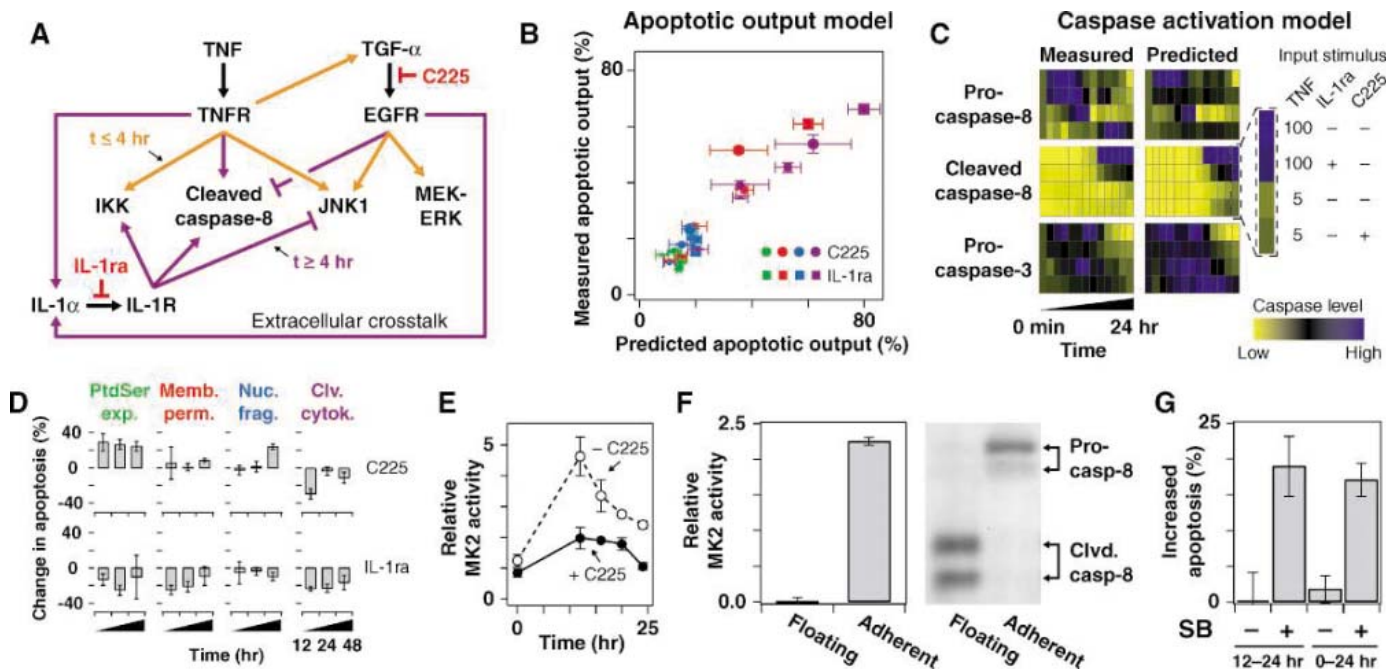 A
TNF
TGF-α
C225
TNFR
EGFR
t ≤ 4 hr
IKK
Cleaved
caspase-8
JNK1
MEK-
ERK
t ≥ 4 hr
IL-1ra
IL-1α
IL-1R
Extracellular crosstalk
B
Apoptotic output model
Measured apoptotic output (%)
80
0
C225
IL-1ra
0
80
Predicted apoptotic output (%)
C
Caspase activation model
Measured
Predicted
Input stimulus
TNF
IL-1ra
C225
Pro-
caspase-8
Cleaved
caspase-8
Pro-
caspase-3
100 – –
100 + –
5 – –
5 – +
0 min
24 hr
Time
Caspase level
Low
High
D
PtdSer
exp.
Memb.
perm.
Nuc.
frag.
Clv.
cytok.
Change in apoptosis (%)
40
0
-40
C225
40
0
-40
IL-1ra
Time (hr)
12 24 48
E
Relative
MK2 activity
5
1
– C225
+ C225
0
25
Time (hr)
F
Relative
MK2 activity
2.5
0.0
Floating
Adherent
Floating
Adherent
Pro-
casp-8
Clvd.
casp-8
G
Increased
apoptosis (%)
25
0
SB
– + – +
12–24 hr
0–24 hr